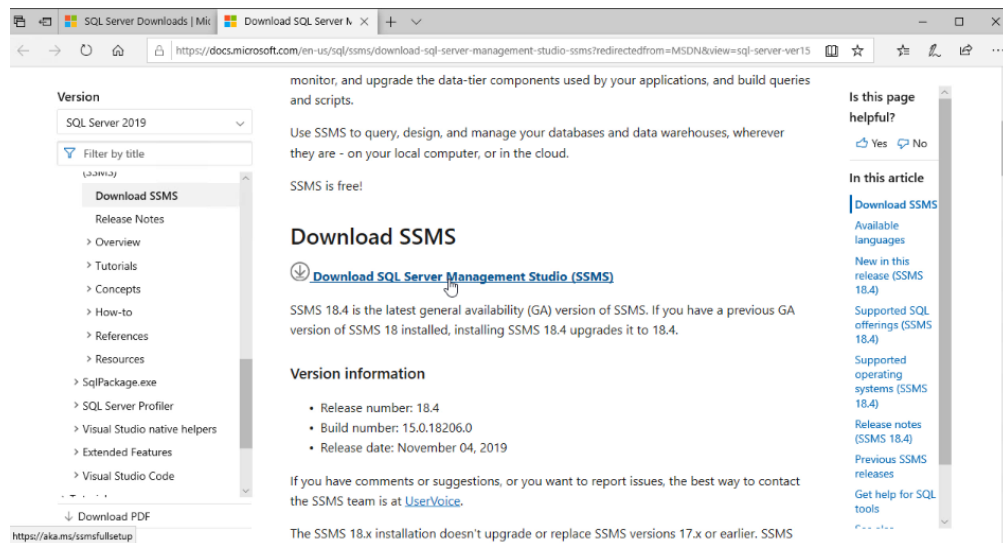 SQL Server Downloads | Mic
Download SQL Server M
https://docs.microsoft.com/en-us/sql/ssms/download-sql-server-management-studio-ssms?redirectedfrom=MSDN&view=sql-server-ver15
Version
SQL Server 2019
Filter by title
(SSMS)
Download SSMS
Release Notes
Overview
Tutorials
Concepts
How-to
References
Resources
SqlPackage.exe
SQL Server Profiler
Visual Studio native helpers
Extended Features
Visual Studio Code
Download PDF
https://aka.ms/ssmsfullsetup
monitor, and upgrade the data-tier components used by your applications, and build queries
and scripts.
Use SSMS to query, design, and manage your databases and data warehouses, wherever
they are - on your local computer, or in the cloud.
SSMS is free!
Download SSMS
Download SQL Server Management Studio (SSMS)
SSMS 18.4 is the latest general availability (GA) version of SSMS. If you have a previous GA
version of SSMS 18 installed, installing SSMS 18.4 upgrades it to 18.4.
Version information
• Release number: 18.4
• Build number: 15.0.18206.0
• Release date: November 04, 2019
If you have comments or suggestions, or you want to report issues, the best way to contact
the SSMS team is at UserVoice.
The SSMS 18.x installation doesn't upgrade or replace SSMS versions 17.x or earlier. SSMS
Is this page
helpful?
Yes No
In this article
Download SSMS
Available
languages
New in this
release (SSMS
18.4)
Supported SQL
offerings (SSMS
18.4)
Supported
operating
systems (SSMS
18.4)
Release notes
(SSMS 18.4)
Previous SSMS
releases
Get help for SQL
tools